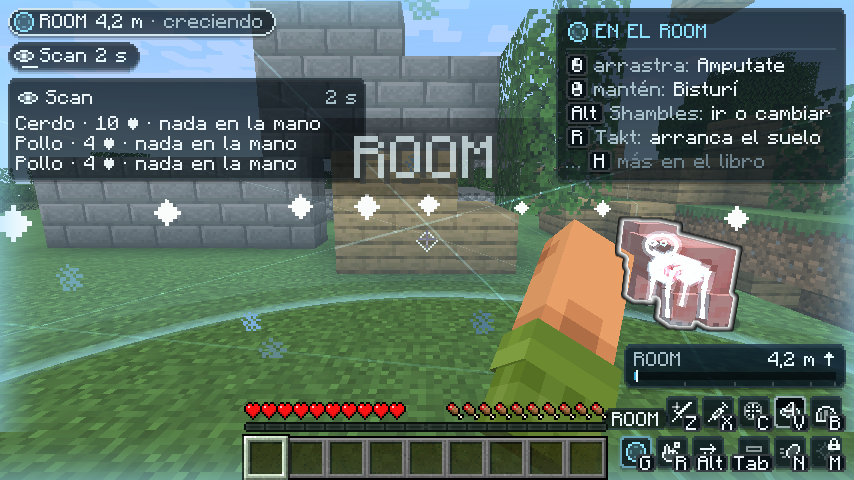 ROOM 4,2 m · creciendo
Scan 2 s
Scan 2 s
Cerdo · 10 ♥ · nada en la mano
Pollo · 4 ♥ · nada en la mano
Pollo · 4 ♥ · nada en la mano
ROOM
EN EL ROOM
arrastra: Amputate
mantén: Bisturí
Alt Shambles: ir o cambiar
R Takt: arranca el suelo
... H más en el libro
ROOM 4,2 m ↑
ROOM Z X C V B
G R Alt Tab N M